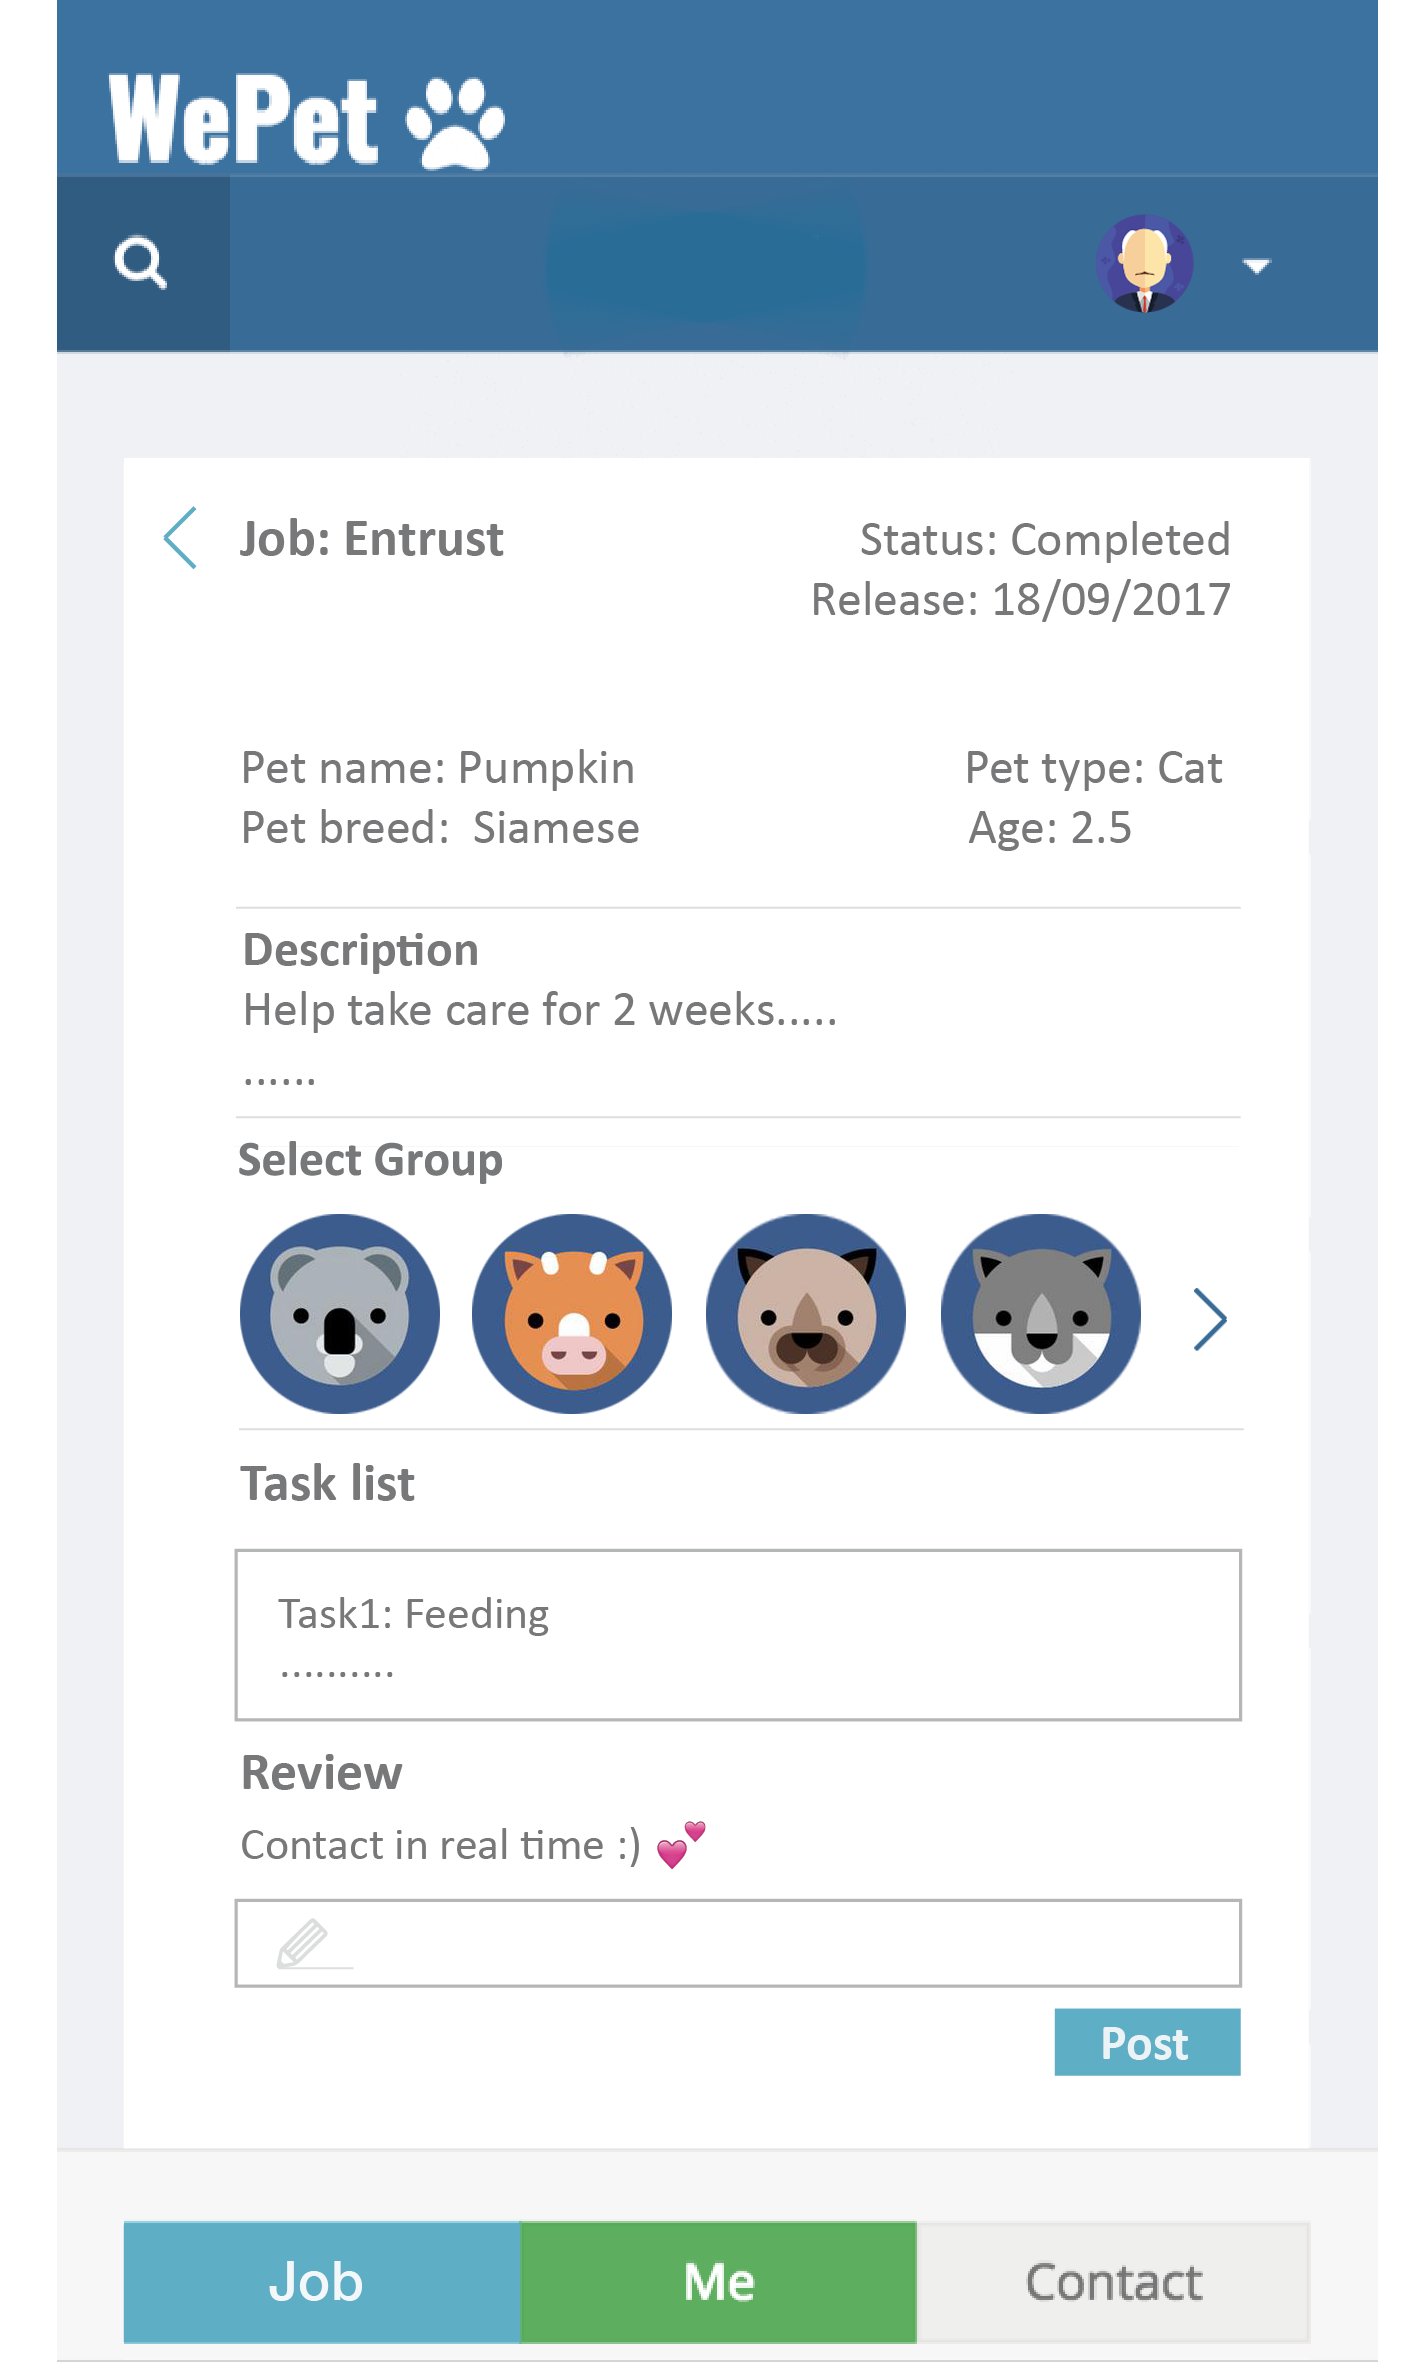 WePet
Job: Entrust
Status: Completed
Release: 18/09/2017
Pet name: Pumpkin
Pet type: Cat
Pet breed:  Siamese
Age: 2.5
Description
Help take care for 2 weeks.....
......
Select Group
Task list
Task1: Feeding
..........
Review
Contact in real time :) 💕
Post
Job
Me
Contact